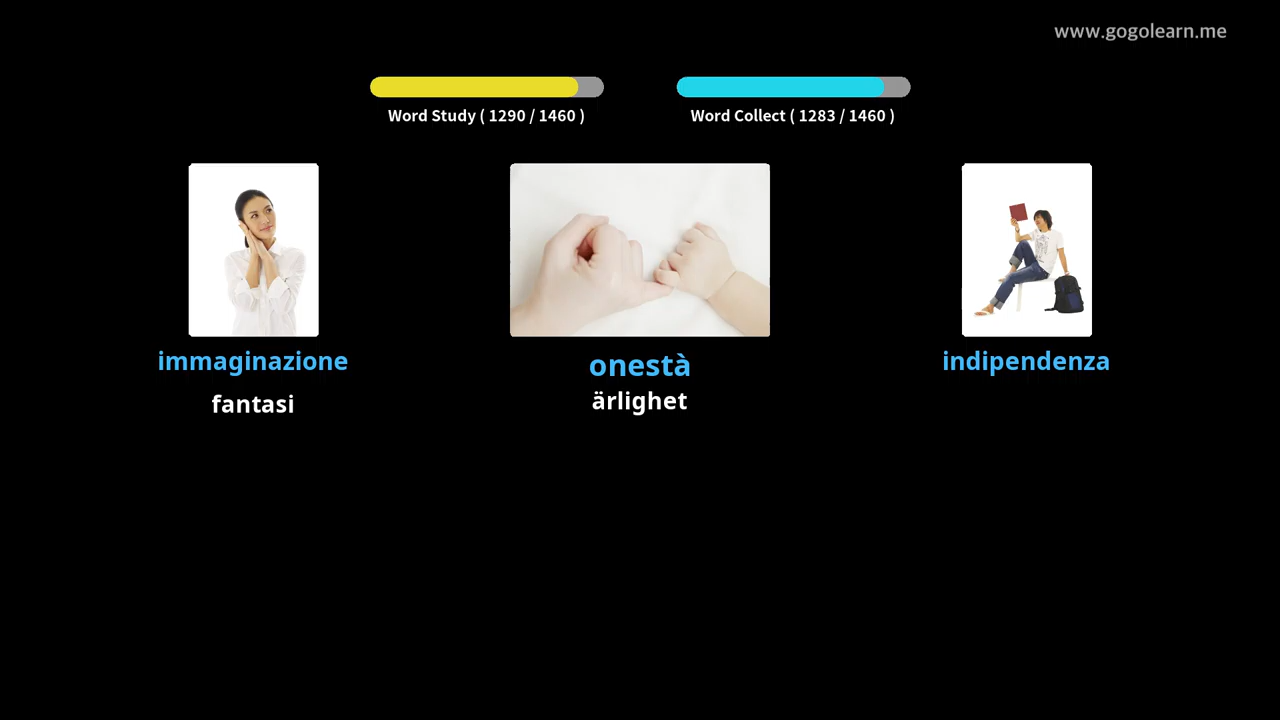 www.gogolearn.me
Word Study ( 1290 / 1460 )
Word Collect ( 1283 / 1460 )
immaginazione
fantasi
onestà
ärlighet
indipendenza